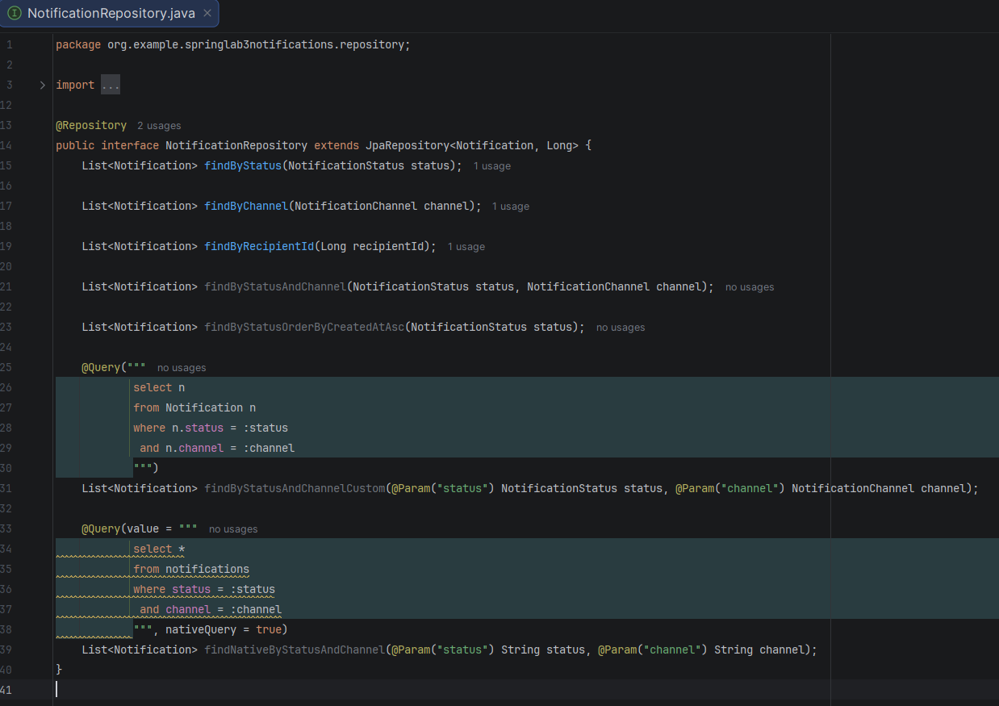 NotificationRepository.java
1 package org.example.springlab3notifications.repository;
2
3 import ...
12
13 @Repository 2 usages
14 public interface NotificationRepository extends JpaRepository<Notification, Long> {
15 List<Notification> findByStatus(NotificationStatus status); 1 usage
16
17 List<Notification> findByChannel(NotificationChannel channel); 1 usage
18
19 List<Notification> findByRecipientId(Long recipientId); 1 usage
20
21 List<Notification> findByStatusAndChannel(NotificationStatus status, NotificationChannel channel); no usages
22
23 List<Notification> findByStatusOrderByCreatedAtAsc(NotificationStatus status); no usages
24
25 @Query(""" no usages
26 select n
27 from Notification n
28 where n.status = :status
29 and n.channel = :channel
30 """)
31 List<Notification> findByStatusAndChannelCustom(@Param("status") NotificationStatus status, @Param("channel") NotificationChannel channel);
32
33 @Query(value = """ no usages
34 select *
35 from notifications
36 where status = :status
37 and channel = :channel
38 """, nativeQuery = true)
39 List<Notification> findNativeByStatusAndChannel(@Param("status") String status, @Param("channel") String channel);
40 }
41